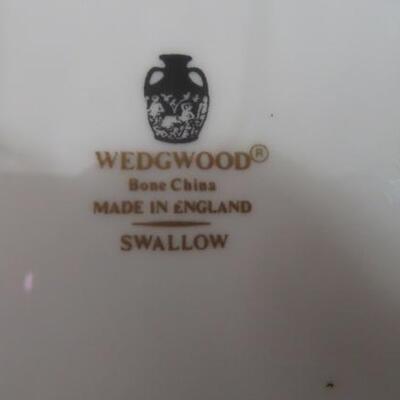 WEDGWOOD®
Bone China
MADE IN ENGLAND
SWALLOW